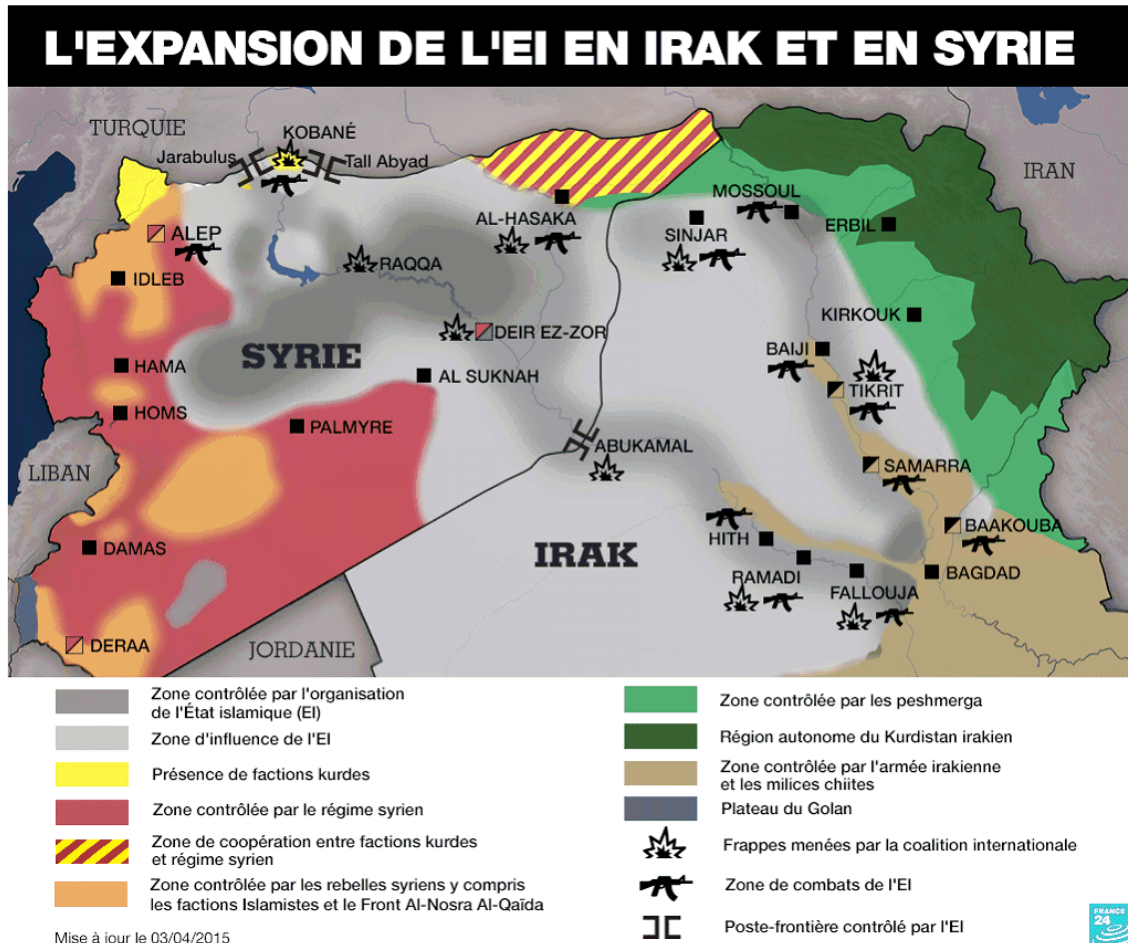 L'EXPANSION DE L'EI EN IRAK ET EN SYRIE
TURQUIE
KOBANÉ
Jarabulus
Tall Abyad
IRAN
MOSSOUL
AL-HASAKA
SINJAR
ERBIL
ALEP
RAQQA
IDLEB
KIRKOUK
DEIR EZ-ZOR
SYRIE
BAIJI
HAMA
AL SUKNAH
TIKRIT
HOMS
PALMYRE
ABUKAMAL
LIBAN
SAMARRA
BAAKOUBA
HITH
DAMAS
IRAK
BAGDAD
RAMADI
FALLOUJA
DERAA
JORDANIE
Zone contrôlée par l'organisation
de l'État islamique (EI)
Zone d'influence de l'EI
Présence de factions kurdes
Zone contrôlée par le régime syrien
Zone de coopération entre factions kurdes
et régime syrien
Zone contrôlée par les rebelles syriens y compris
les factions Islamistes et le Front Al-Nosra Al-Qaïda
Mise à jour le 03/04/2015
Zone contrôlée par les peshmerga
Région autonome du Kurdistan irakien
Zone contrôlée par l'armée irakienne
et les milices chiites
Plateau du Golan
Frappes menées par la coalition internationale
Zone de combats de l'EI
Poste-frontière contrôlé par l'EI
FRANCE
24